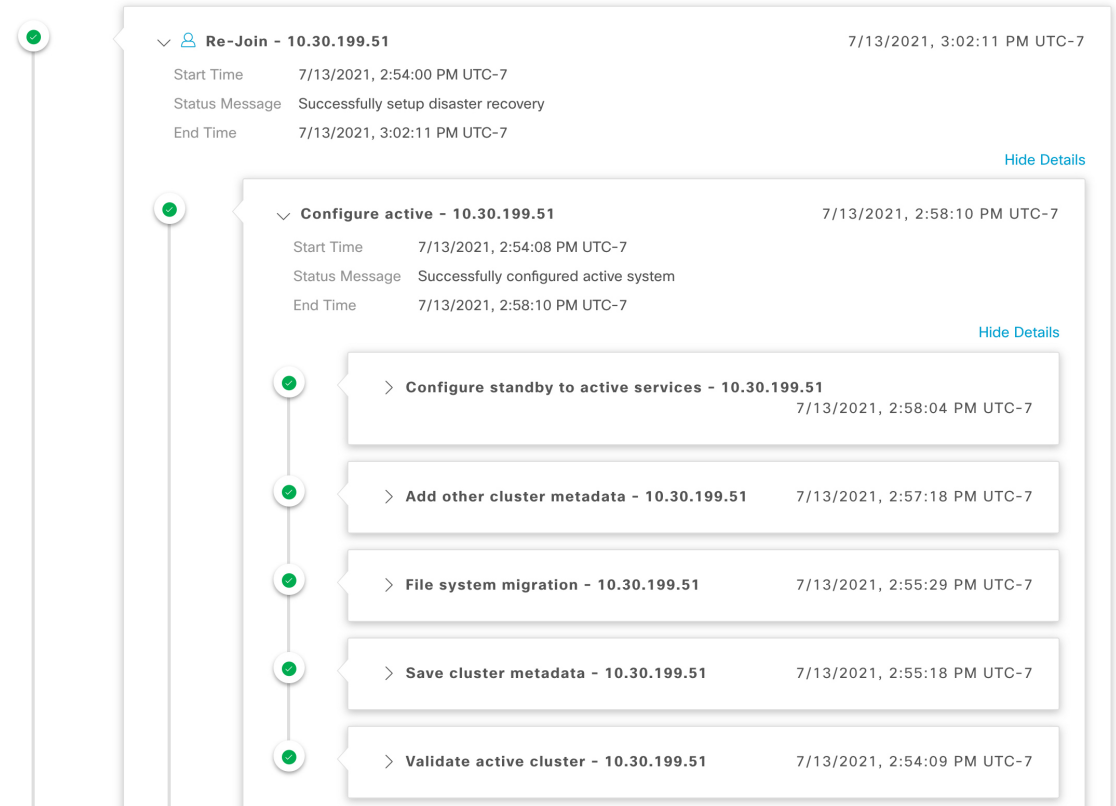 Re-Join - 10.30.199.51 7/13/2021, 3:02:11 PM UTC-7
Start Time 7/13/2021, 2:54:00 PM UTC-7
Status Message Successfully setup disaster recovery
End Time 7/13/2021, 3:02:11 PM UTC-7
Hide Details
Configure active - 10.30.199.51 7/13/2021, 2:58:10 PM UTC-7
Start Time 7/13/2021, 2:54:08 PM UTC-7
Status Message Successfully configured active system
End Time 7/13/2021, 2:58:10 PM UTC-7
Hide Details
Configure standby to active services - 10.30.199.51
7/13/2021, 2:58:04 PM UTC-7
Add other cluster metadata - 10.30.199.51 7/13/2021, 2:57:18 PM UTC-7
File system migration - 10.30.199.51 7/13/2021, 2:55:29 PM UTC-7
Save cluster metadata - 10.30.199.51 7/13/2021, 2:55:18 PM UTC-7
Validate active cluster - 10.30.199.51 7/13/2021, 2:54:09 PM UTC-7